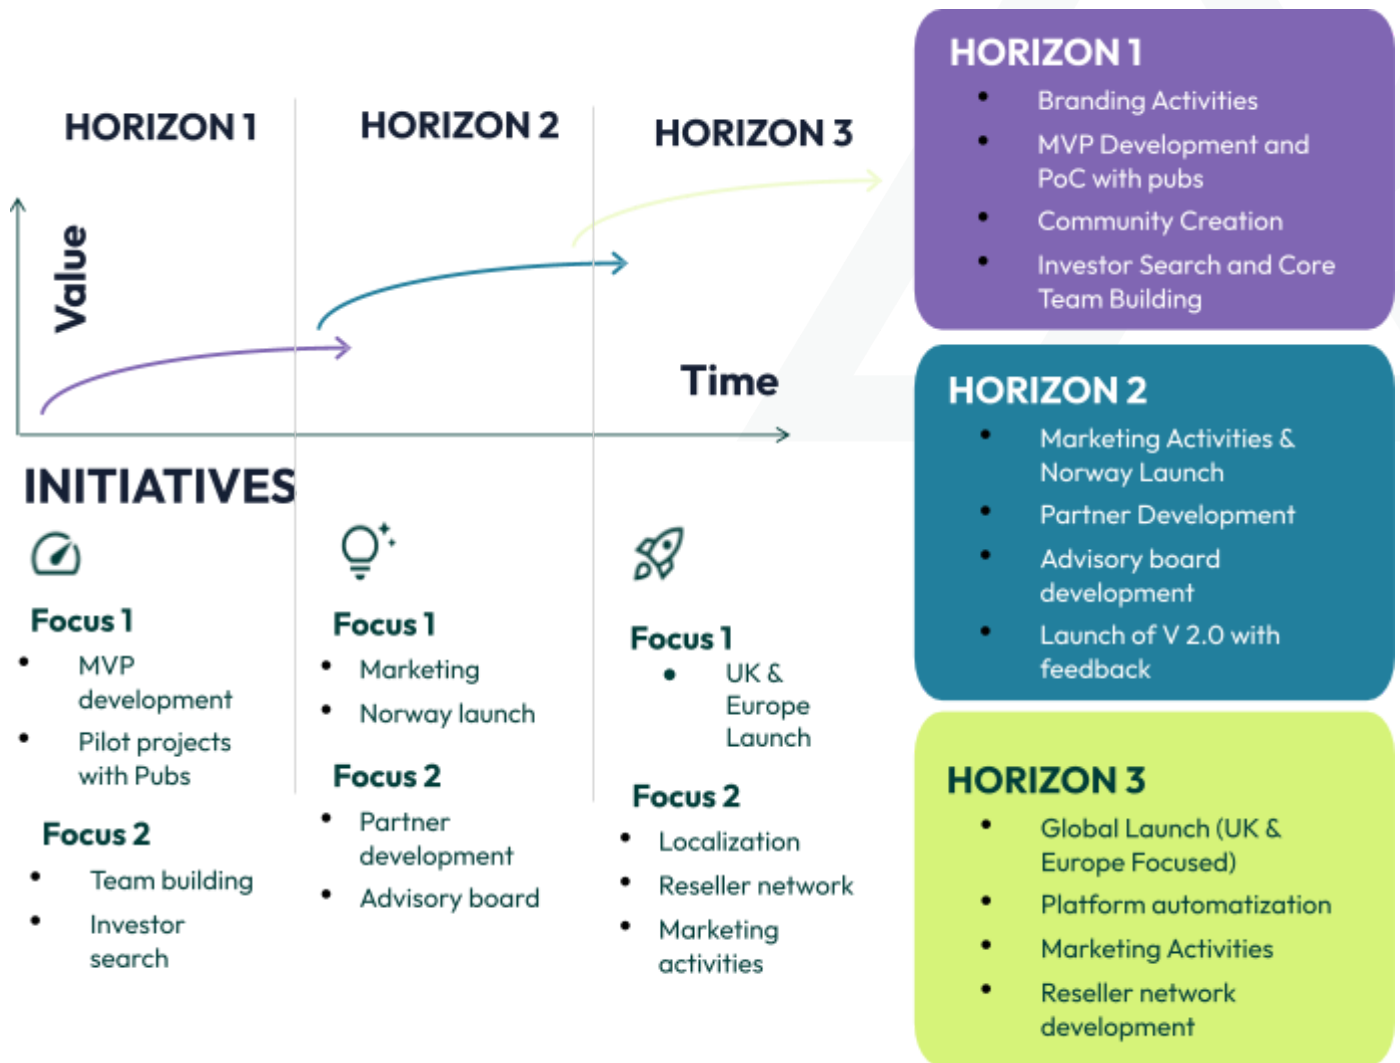 HORIZON 1
HORIZON 2
HORIZON 3
Value
Time
INITIATIVES
Focus 1
MVP
development
Pilot projects
with Pubs
Focus 2
Team building
Investor
search
Focus 1
Marketing
Norway launch
Focus 2
Partner
development
Advisory board
Focus 1
UK &
Europe
Launch
Focus 2
Localization
Reseller network
Marketing
activities
HORIZON 1
Branding Activities
MVP Development and
PoC with pubs
Community Creation
Investor Search and Core
Team Building
HORIZON 2
Marketing Activities &
Norway Launch
Partner Development
Advisory board
development
Launch of V 2.0 with
feedback
HORIZON 3
Global Launch (UK &
Europe Focused)
Platform automatization
Marketing Activities
Reseller network
development